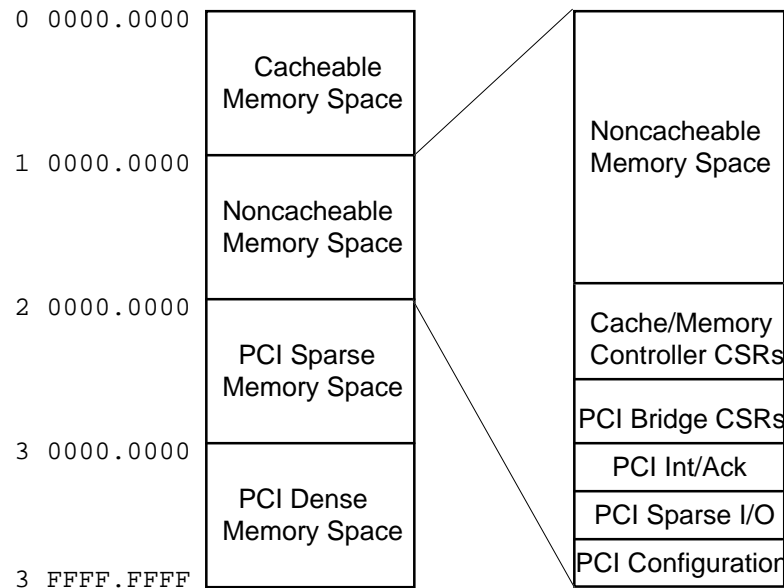 0 0000.0000
Cacheable
Memory Space
1 0000.0000
Noncacheable
Memory Space
2 0000.0000
PCI Sparse
Memory Space
3 0000.0000
PCI Dense
Memory Space
3 FFFF.FFFF
Noncacheable
Memory Space
Cache/Memory
Controller CSRs
PCI Bridge CSRs
PCI Int/Ack
PCI Sparse I/O
PCI Configuration